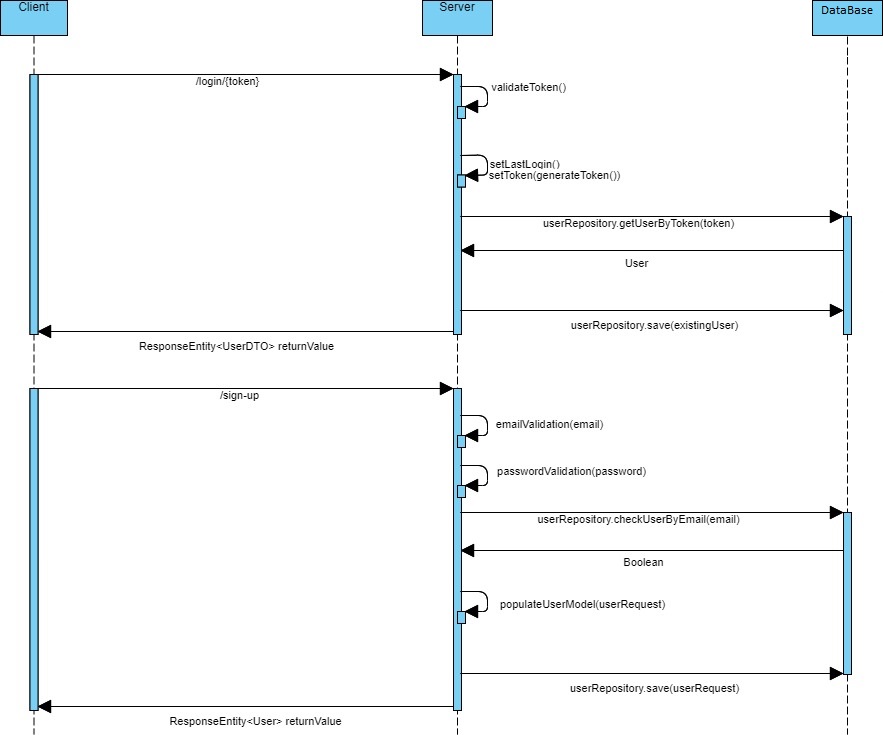 Client
Server
DataBase
/login/{token}
validateToken()
setLastLogin()
setToken(generateToken())
userRepository.getUserByToken(token)
User
userRepository.save(existingUser)
ResponseEntity<UserDTO> returnValue
/sign-up
emailValidation(email)
passwordValidation(password)
userRepository.checkUserByEmail(email)
Boolean
populateUserModel(userRequest)
userRepository.save(userRequest)
ResponseEntity<User> returnValue